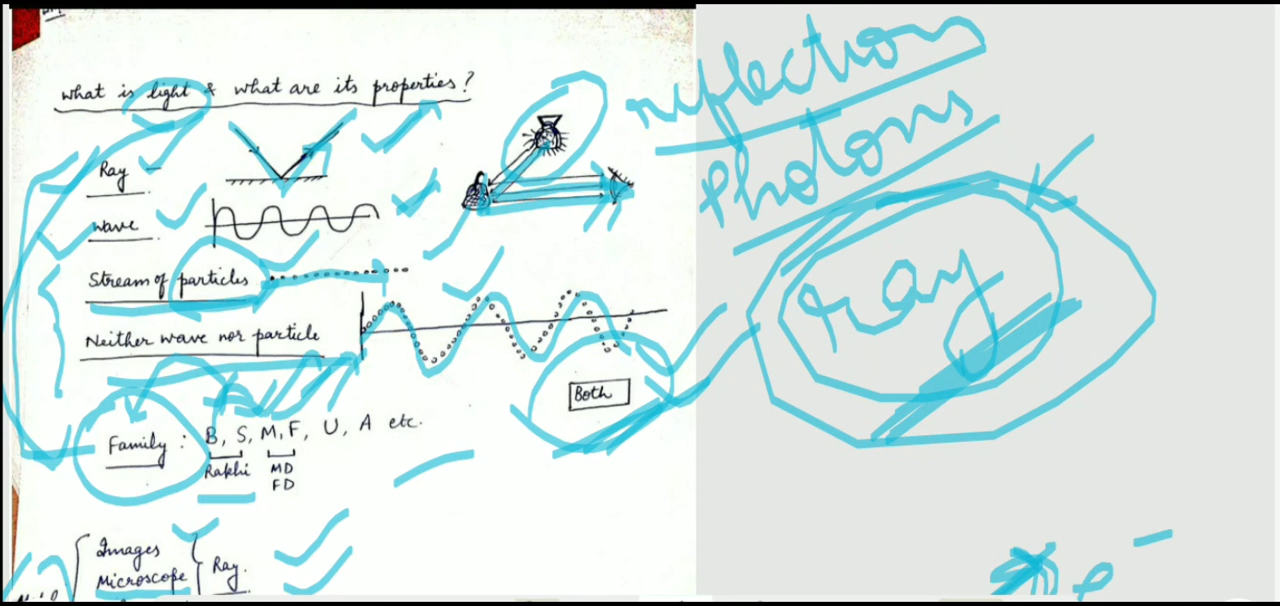 what is light & what are its properties?
Ray -
wave
Stream of particles
Neither wave nor particle
Both
Family : B, S, M, F, U, A etc.
Rakhi MD
FD
Images
Microscope
Ray.
reflection
Photons
ray